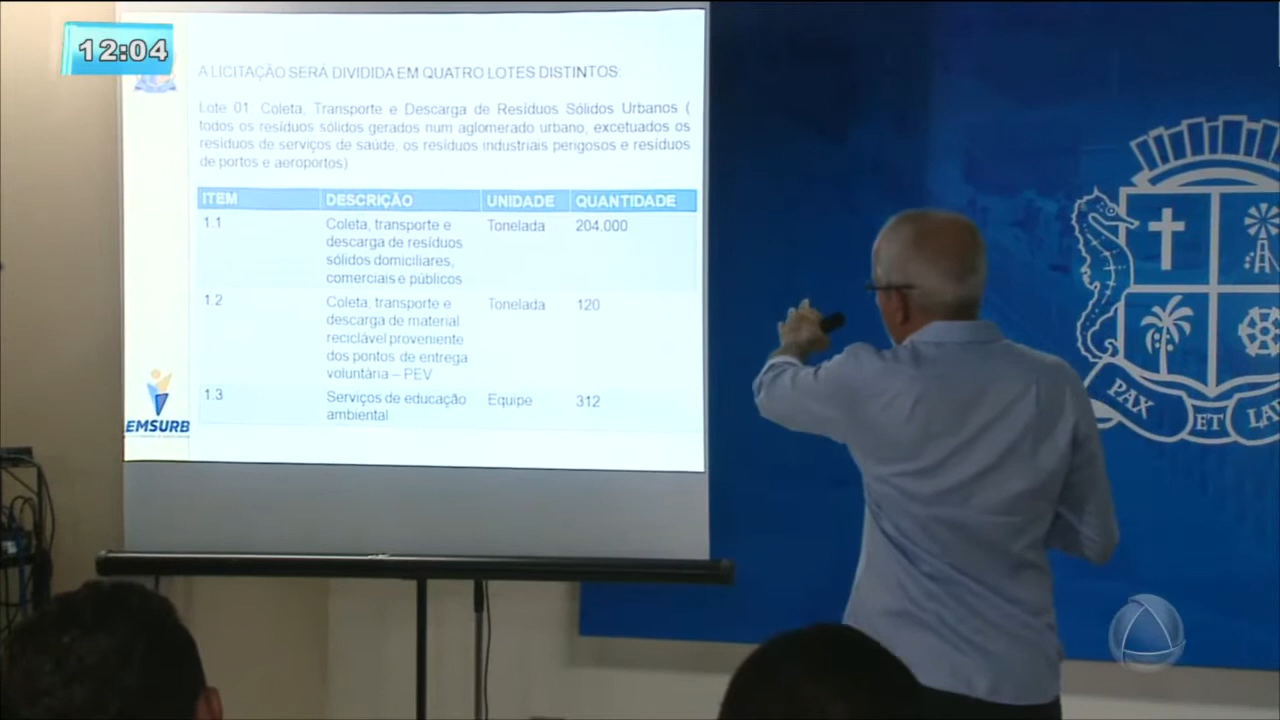 12:04
A LICITAÇÃO SERÁ DIVIDIDA EM QUATRO LOTES DISTINTOS:
Lote 01. Coleta, Transporte e Descarga de Resíduos Sólidos Urbanos (
todos os resíduos sólidos gerados num aglomerado urbano, excetuados os
resíduos de serviços de saúde, os resíduos industriais perigosos e resíduos
de portos e aeroportos)
ITEM DESCRIÇÃO UNIDADE QUANTIDADE
1.1 Coleta, transporte e Tonelada 204.000
descarga de resíduos
sólidos domiciliares,
comerciais e públicos
1.2 Coleta, transporte e Tonelada 120
descarga de material
reciclável proveniente
dos pontos de entrega
voluntária – PEV
1.3 Serviços de educação Equipe 312
ambiental
EMSURB
PAX ET